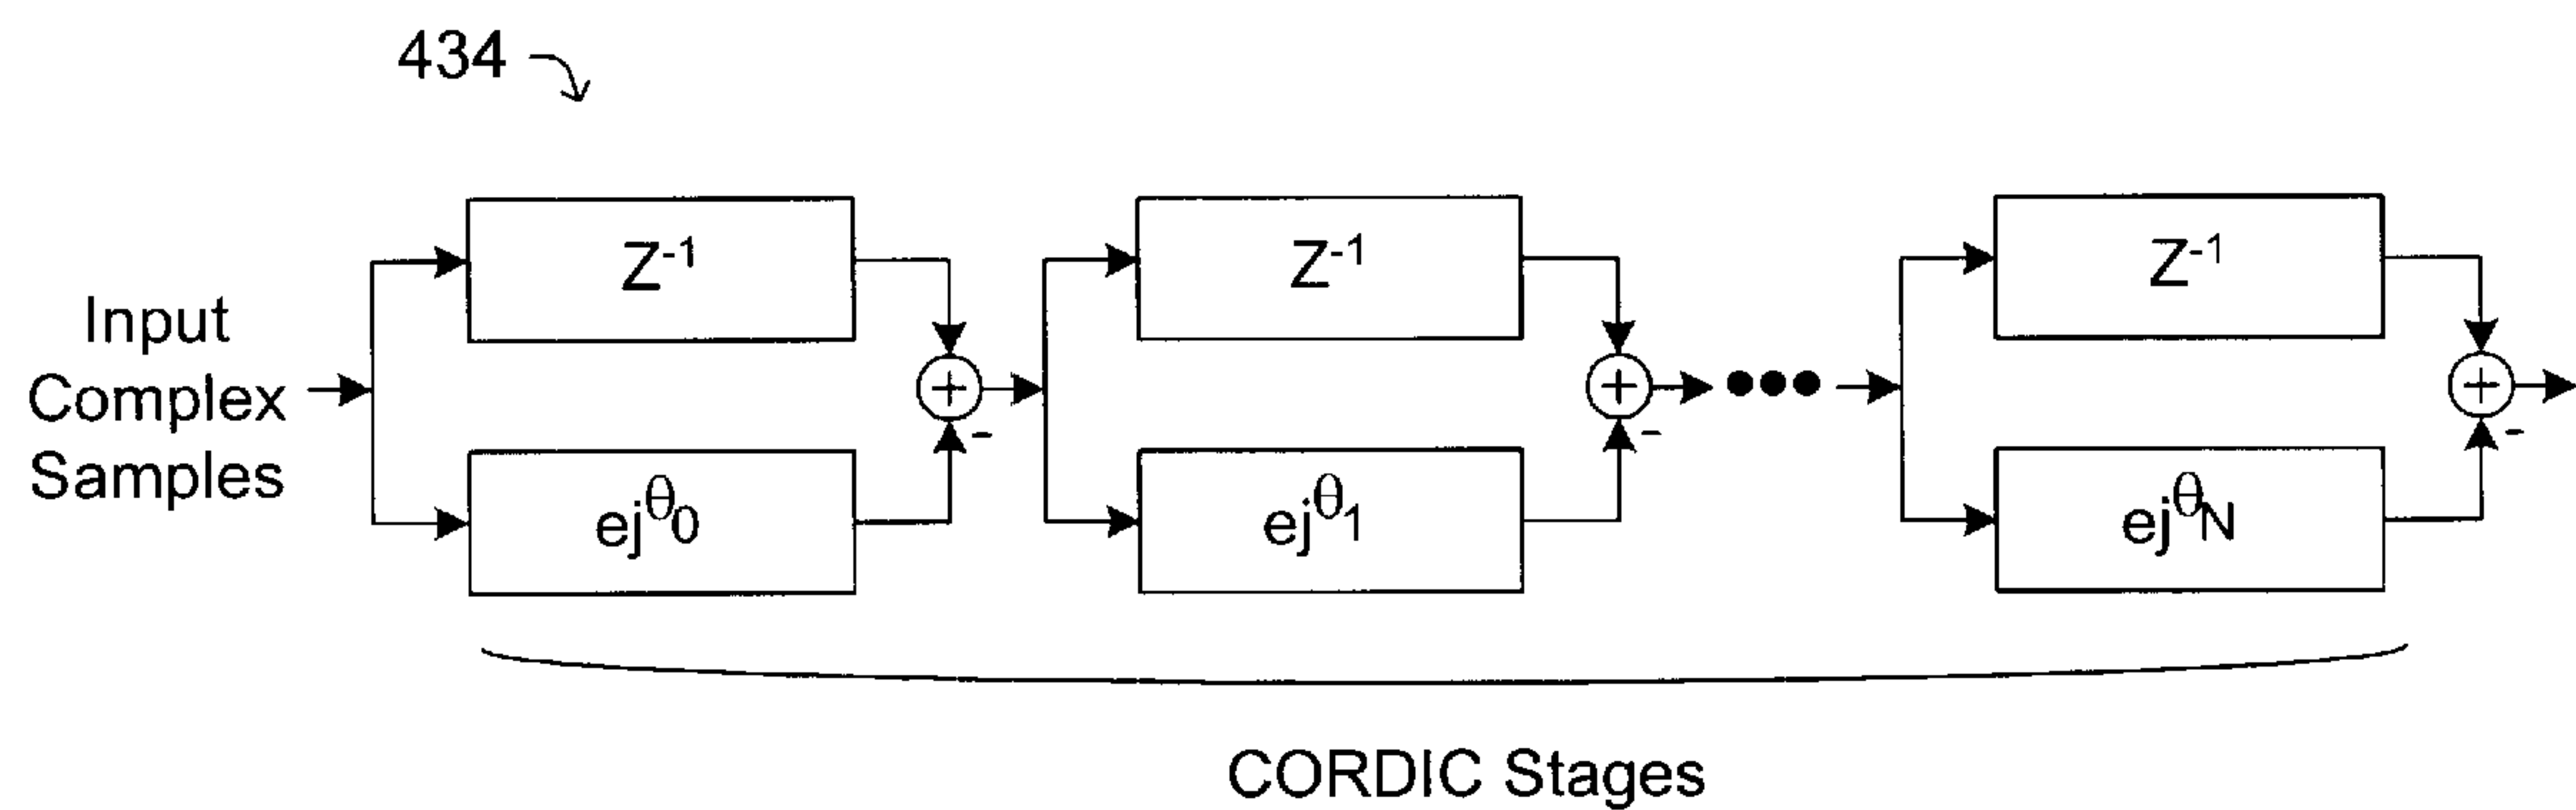 434
Input
Complex
Samples
Z-1
Z-1
Z-1
+ -
+ -
+ -
ejθ0
ejθ1
ejθN
CORDIC Stages